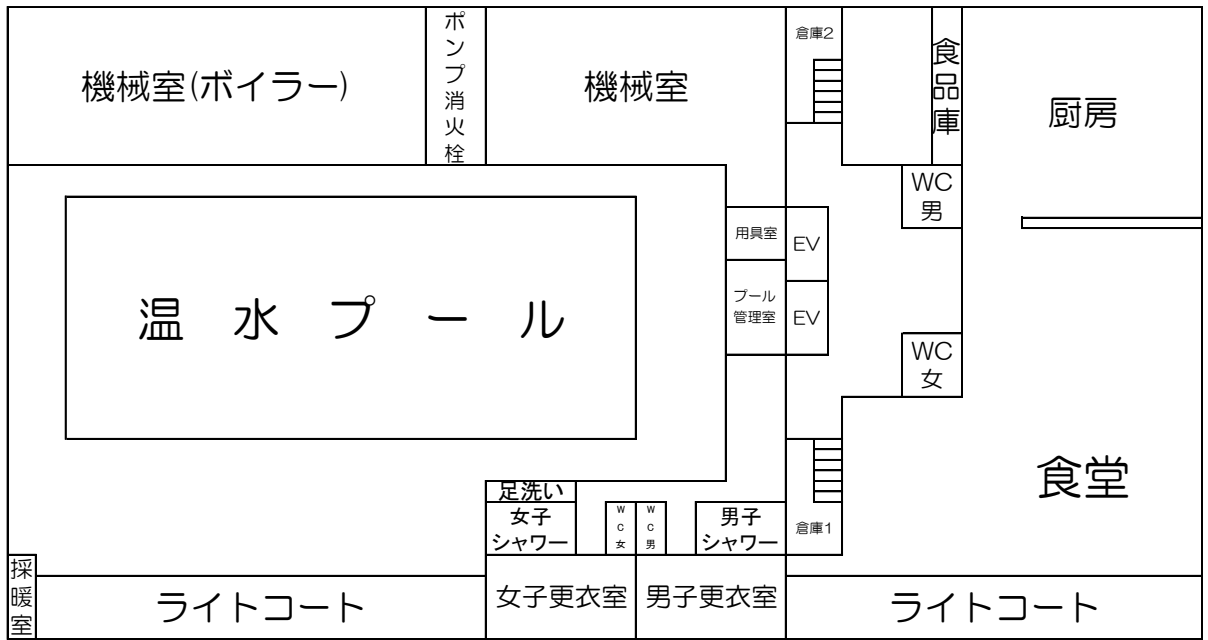 機械室(ボイラー)
ポンプ消火栓
機械室
倉庫2
食品庫
厨房
WC
男
用具室
EV
プール
管理室
EV
温水プール
WC
女
食堂
足洗い
女子
シャワー
WC女
WC男
男子
シャワー
倉庫1
採暖室
ライトコート
女子更衣室
男子更衣室
ライトコート